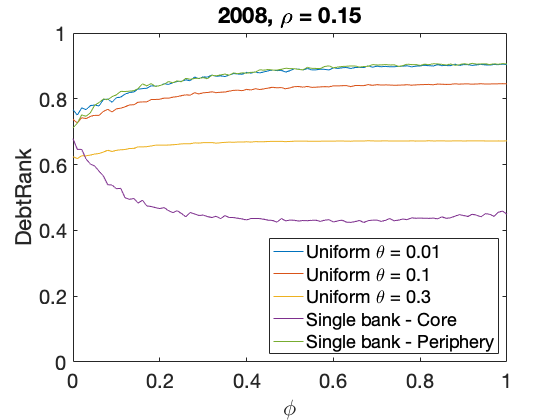 2008, ρ = 0.15
1
0.8
0.6
0.4
0.2
0
DebtRank
Uniform θ = 0.01
Uniform θ = 0.1
Uniform θ = 0.3
Single bank - Core
Single bank - Periphery
0 0.2 0.4 0.6 0.8 1
ϕ